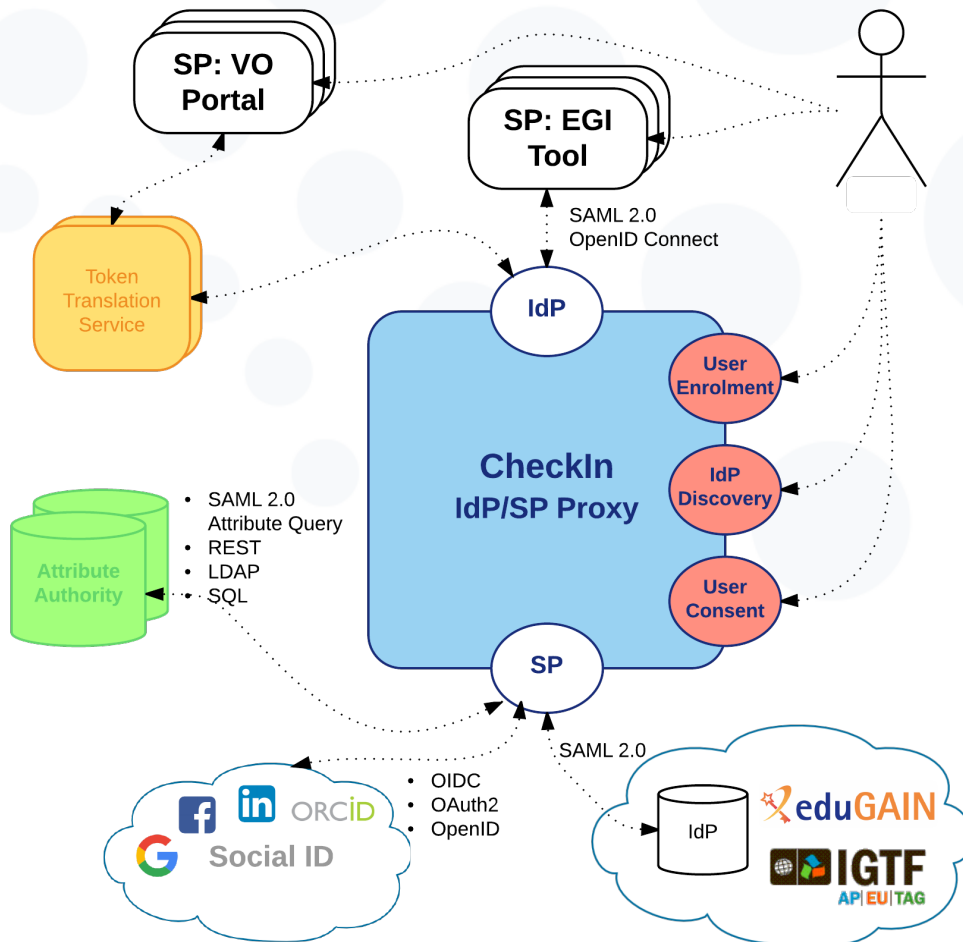 SP: VO
Portal
SP: EGI
Tool
SAML 2.0
OpenID Connect
Token
Translation
Service
IdP
User
Enrolment
CheckIn
IdP/SP Proxy
IdP
Discovery
• SAML 2.0
Attribute Query
• REST
• LDAP
• SQL
Attribute
Authority
User
Consent
SP
SAML 2.0
• OIDC
• OAuth2
• OpenID
in
ORCiD
Social ID
IdP
eduGAIN
IGTF
AP|EU|TAG